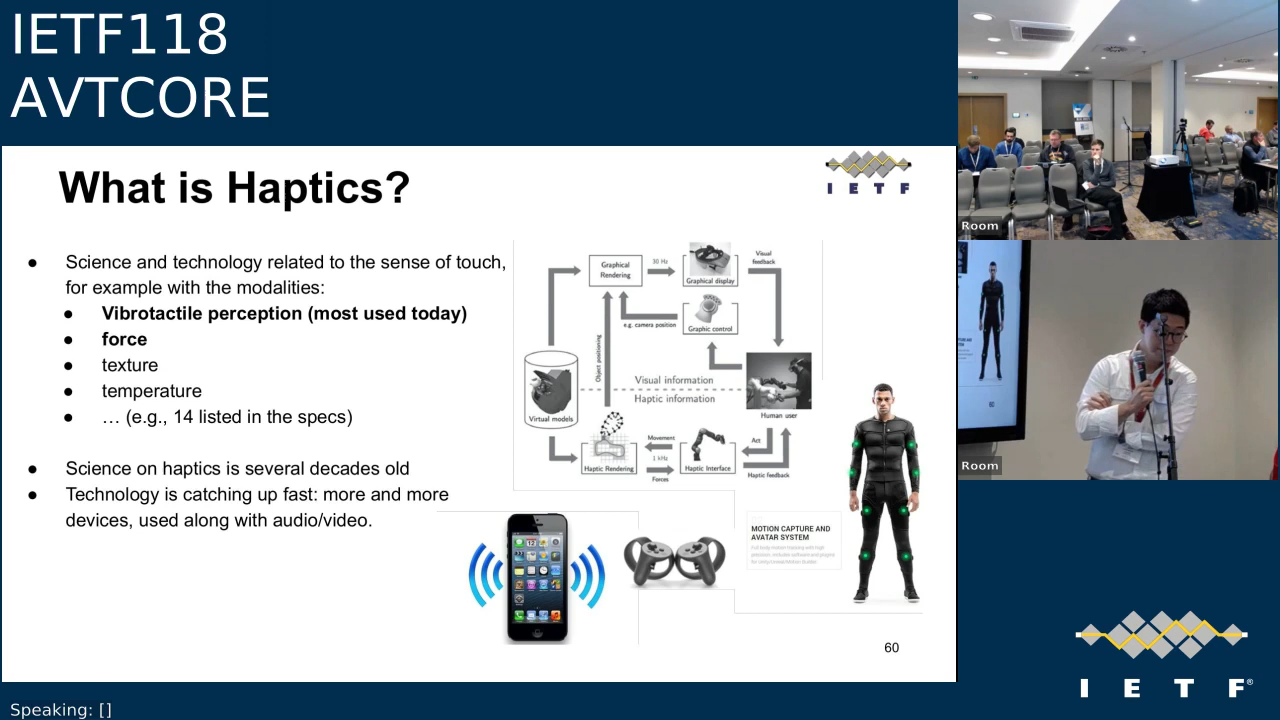 IETF118
AVTCORE
What is Haptics?
I E T F
● Science and technology related to the sense of touch,
for example with the modalities:
● Vibrotactile perception (most used today)
● force
● texture
● temperature
● … (e.g., 14 listed in the specs)
● Science on haptics is several decades old
● Technology is catching up fast: more and more
devices, used along with audio/video.
Graphical
Rendering
30 Hz
Graphical display
Visual
feedback
e.g. camera position
Graphic control
Object positioning
Visual information
Haptic information
Virtual models
Human user
Haptic Rendering
Movement
1 kHz
Forces
Haptic Interface
Act
Haptic feedback
MOTION CAPTURE AND
AVATAR SYSTEM
60
Room
Room
I E T F®
Speaking: []